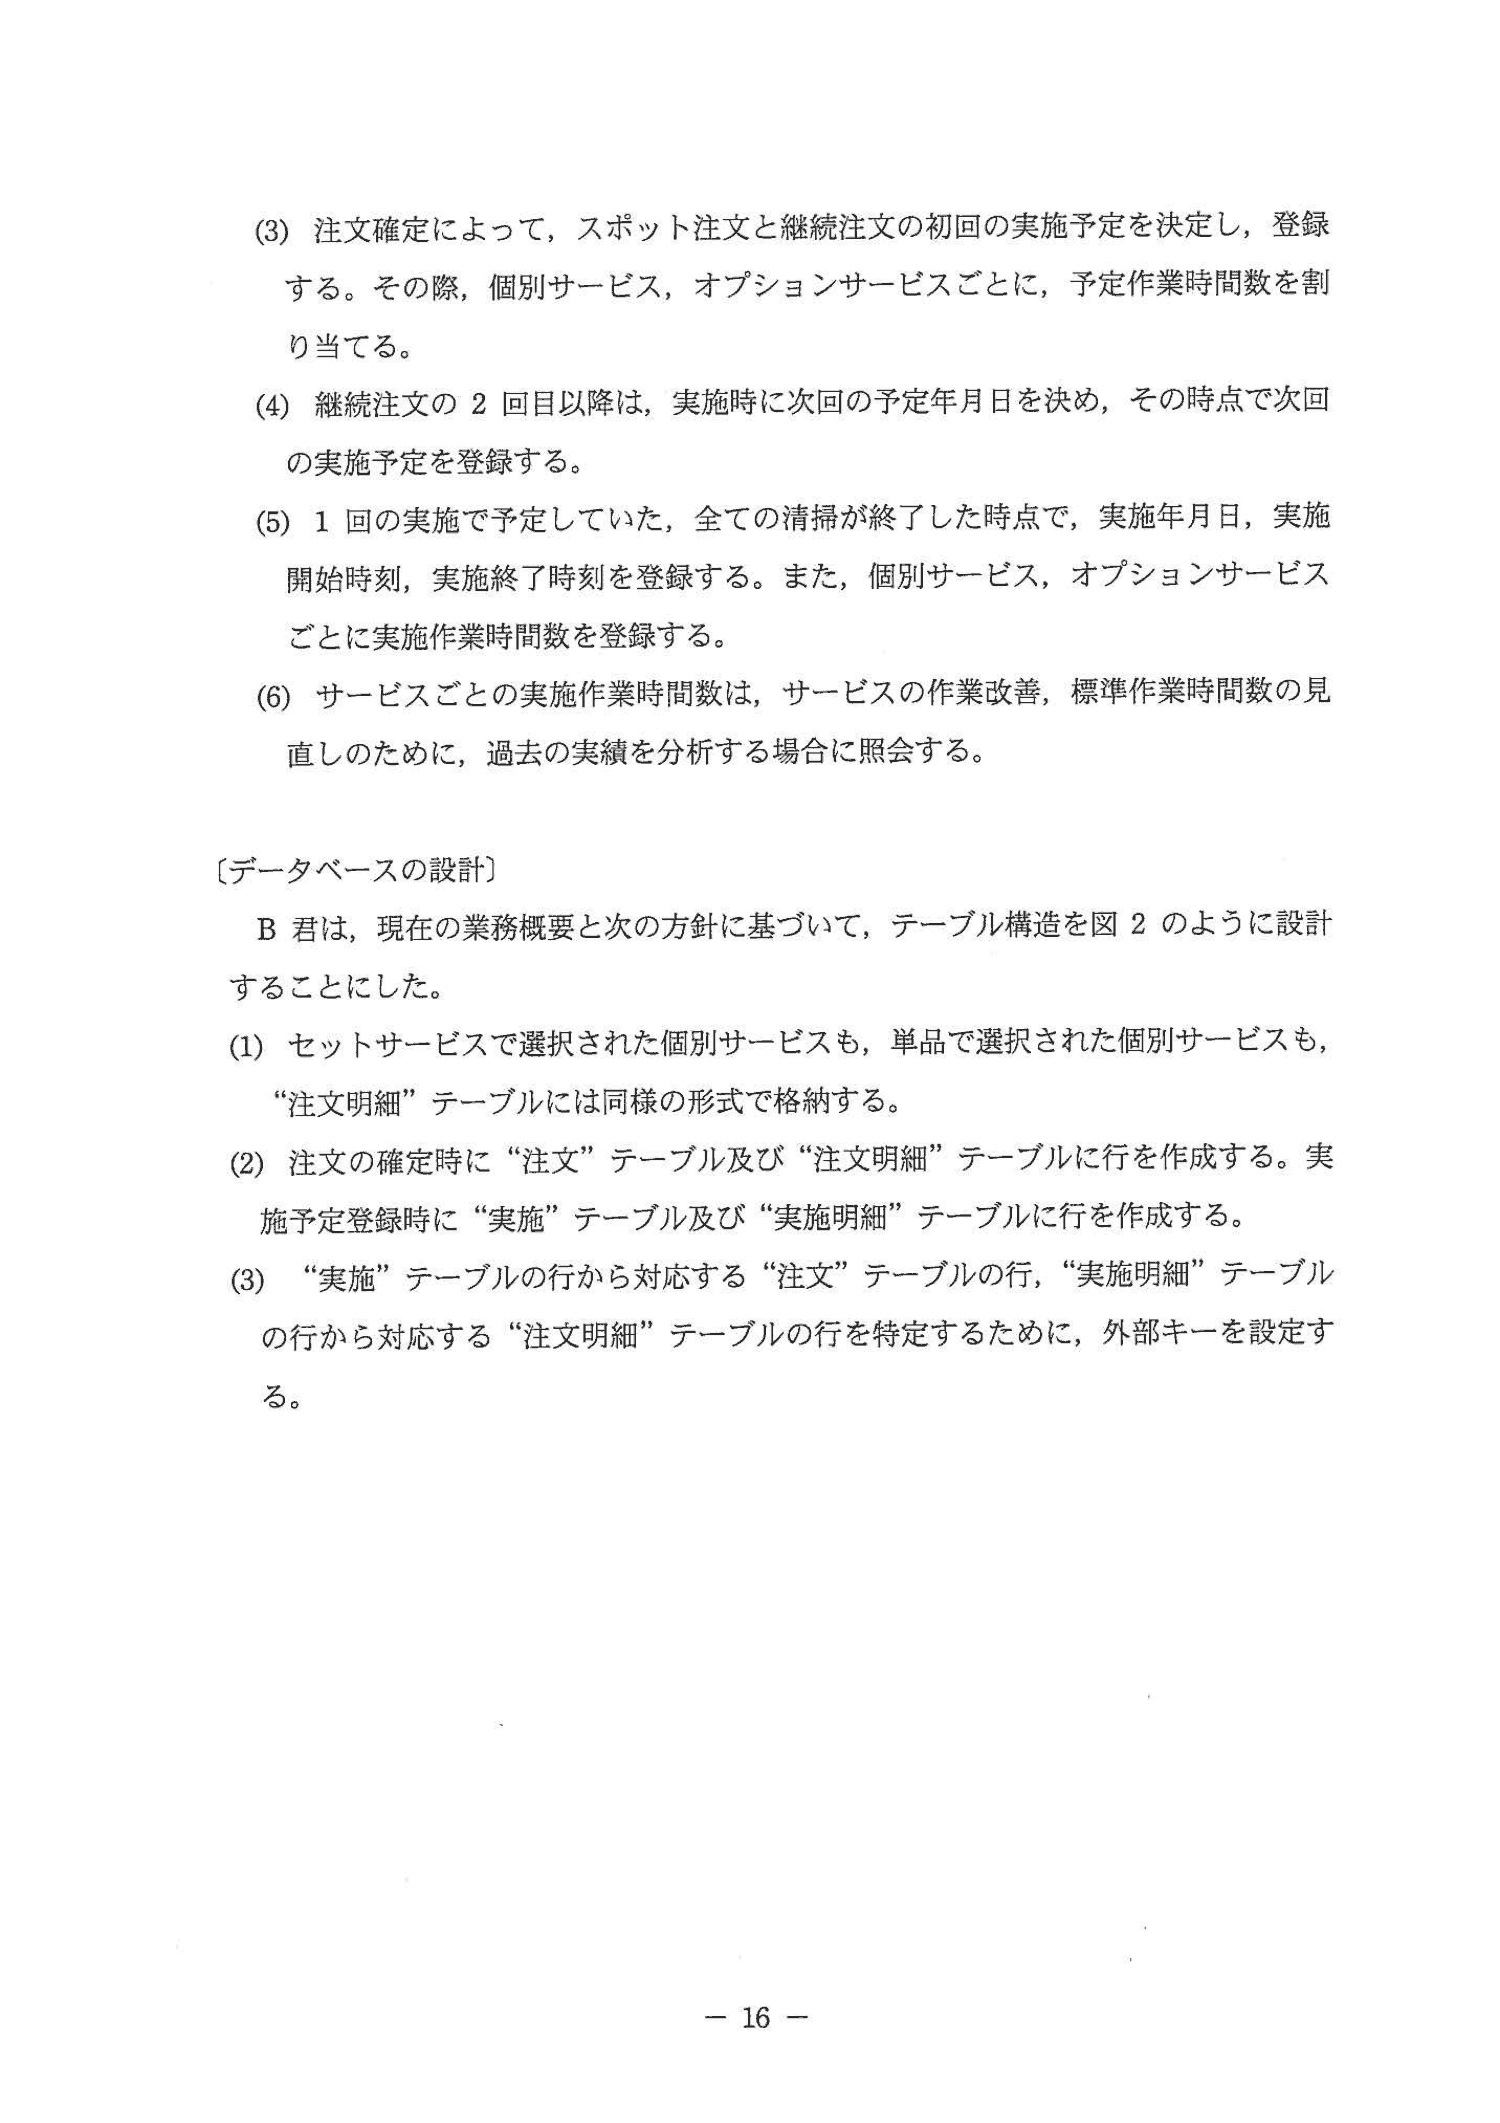 (3) 注文確定によって，スポット注文と継続注文の初回の実施予定を決定し，登録
する。その際，個別サービス，オプションサービスごとに，予定作業時間数を割
り当てる。
(4) 継続注文の 2 回目以降は，実施時に次回の予定年月日を決め，その時点で次回
の実施予定を登録する。
(5) 1 回の実施で予定していた，全ての清掃が終了した時点で，実施年月日，実施
開始時刻，実施終了時刻を登録する。また，個別サービス，オプションサービス
ごとに実施作業時間数を登録する。
(6) サービスごとの実施作業時間数は，サービスの作業改善，標準作業時間数の見
直しのために，過去の実績を分析する場合に照会する。
〔データベースの設計〕
B 君は，現在の業務概要と次の方針に基づいて，テーブル構造を図 2 のように設計
することにした。
(1) セットサービスで選択された個別サービスも，単品で選択された個別サービスも，
“注文明細” テーブルには同様の形式で格納する。
(2) 注文の確定時に “注文” テーブル及び “注文明細” テーブルに行を作成する。実
施予定登録時に “実施” テーブル及び “実施明細” テーブルに行を作成する。
(3) “実施” テーブルの行から対応する “注文” テーブルの行，“実施明細” テーブル
の行から対応する “注文明細” テーブルの行を特定するために，外部キーを設定す
る。
－ 16 －